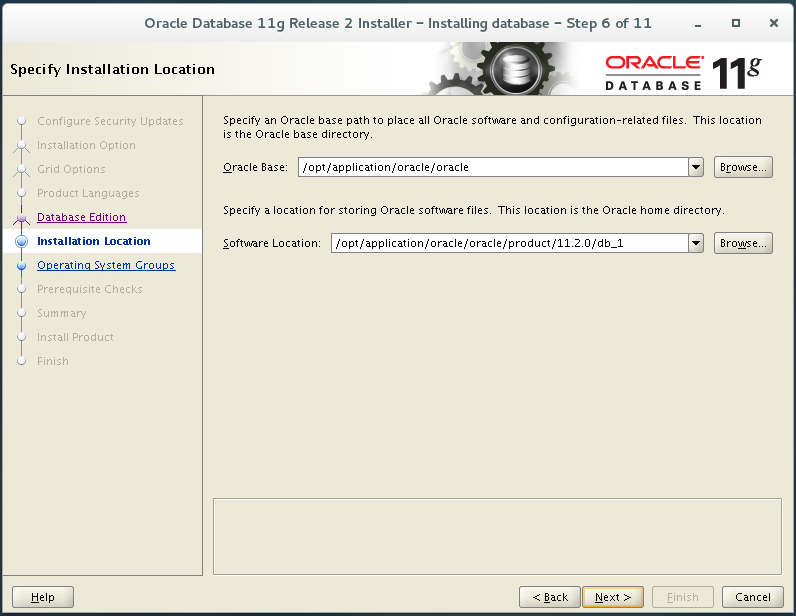 Oracle Database 11g Release 2 Installer – Installing database – Step 6 of 11
Specify Installation Location
ORACLE
DATABASE
11g
Configure Security Updates
Installation Option
Grid Options
Product Languages
Database Edition
Installation Location
Operating System Groups
Prerequisite Checks
Summary
Install Product
Finish
Specify an Oracle base path to place all Oracle software and configuration-related files. This location
is the Oracle base directory.
Oracle Base: /opt/application/oracle/oracle Browse...
Specify a location for storing Oracle software files. This location is the Oracle home directory.
Software Location: /opt/application/oracle/oracle/product/11.2.0/db_1 Browse...
Help < Back Next > Finish Cancel